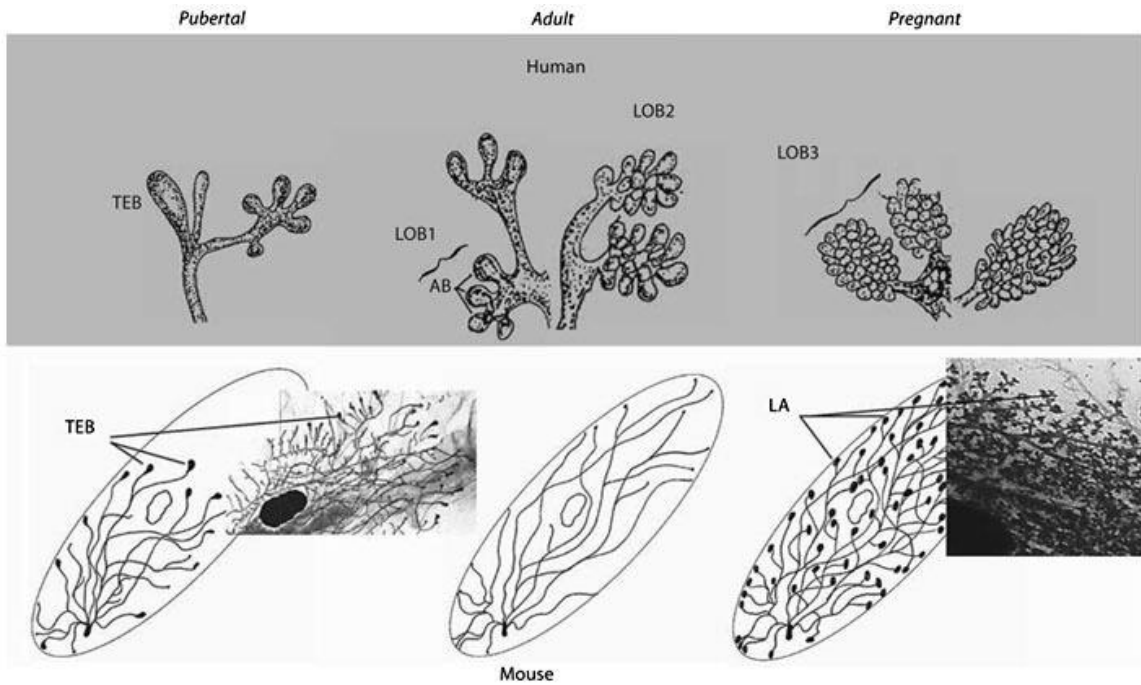 Pubertal
Adult
Pregnant
Human
LOB2
LOB3
TEB
LOB1
AB
TEB
LA
Mouse